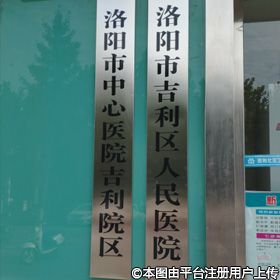 洛阳市吉利区人民医院
洛阳市中心医院吉利院区
©本图由平台注册用户上传